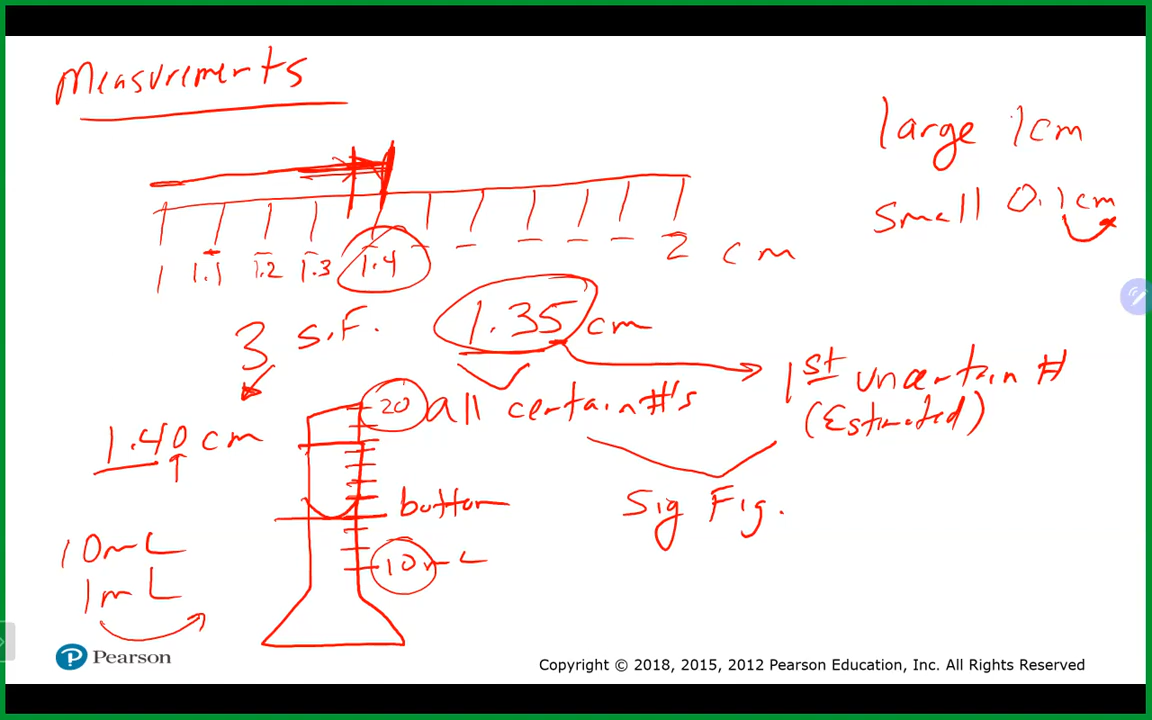 Measurements
large 1cm
small 0.1cm
1 1.1 1.2 1.3 1.4 2 cm
3 S.F.
1.35 cm
1st uncertain #
(Estimated)
20
all certain #'s
1.40 cm
Sig Fig.
buttom
10mL
10mL
1mL
Pearson
Copyright © 2018, 2015, 2012 Pearson Education, Inc. All Rights Reserved